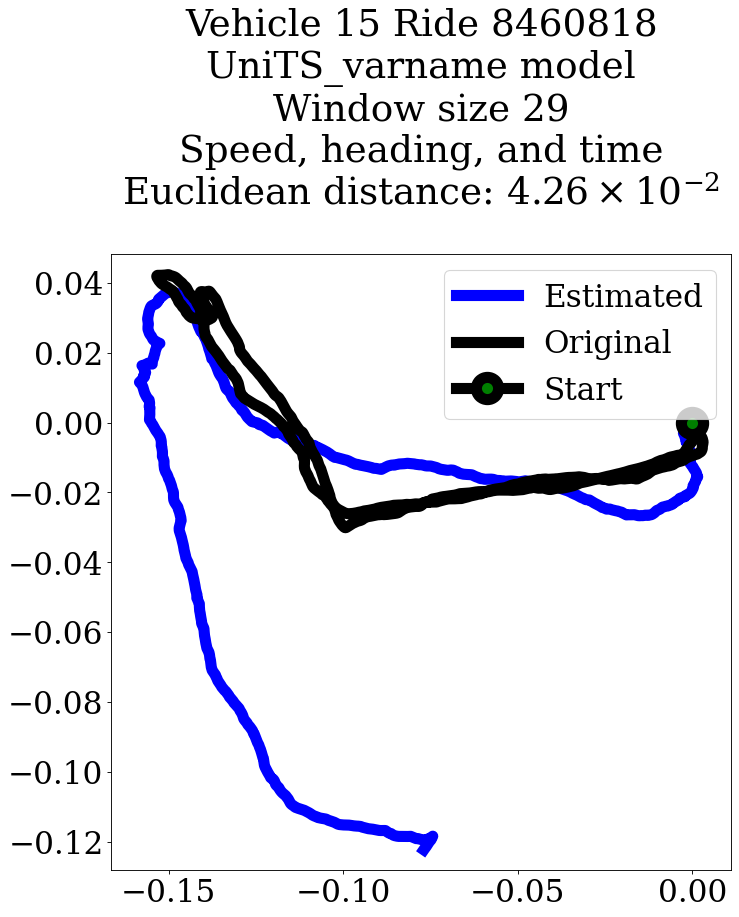 Vehicle 15 Ride 8460818
UniTS_varname model
Window size 29
Speed, heading, and time
Euclidean distance: 4.26 × 10⁻²
Estimated
Original
Start
0.04
0.02
0.00
−0.02
−0.04
−0.06
−0.08
−0.10
−0.12
−0.15
−0.10
−0.05
0.00